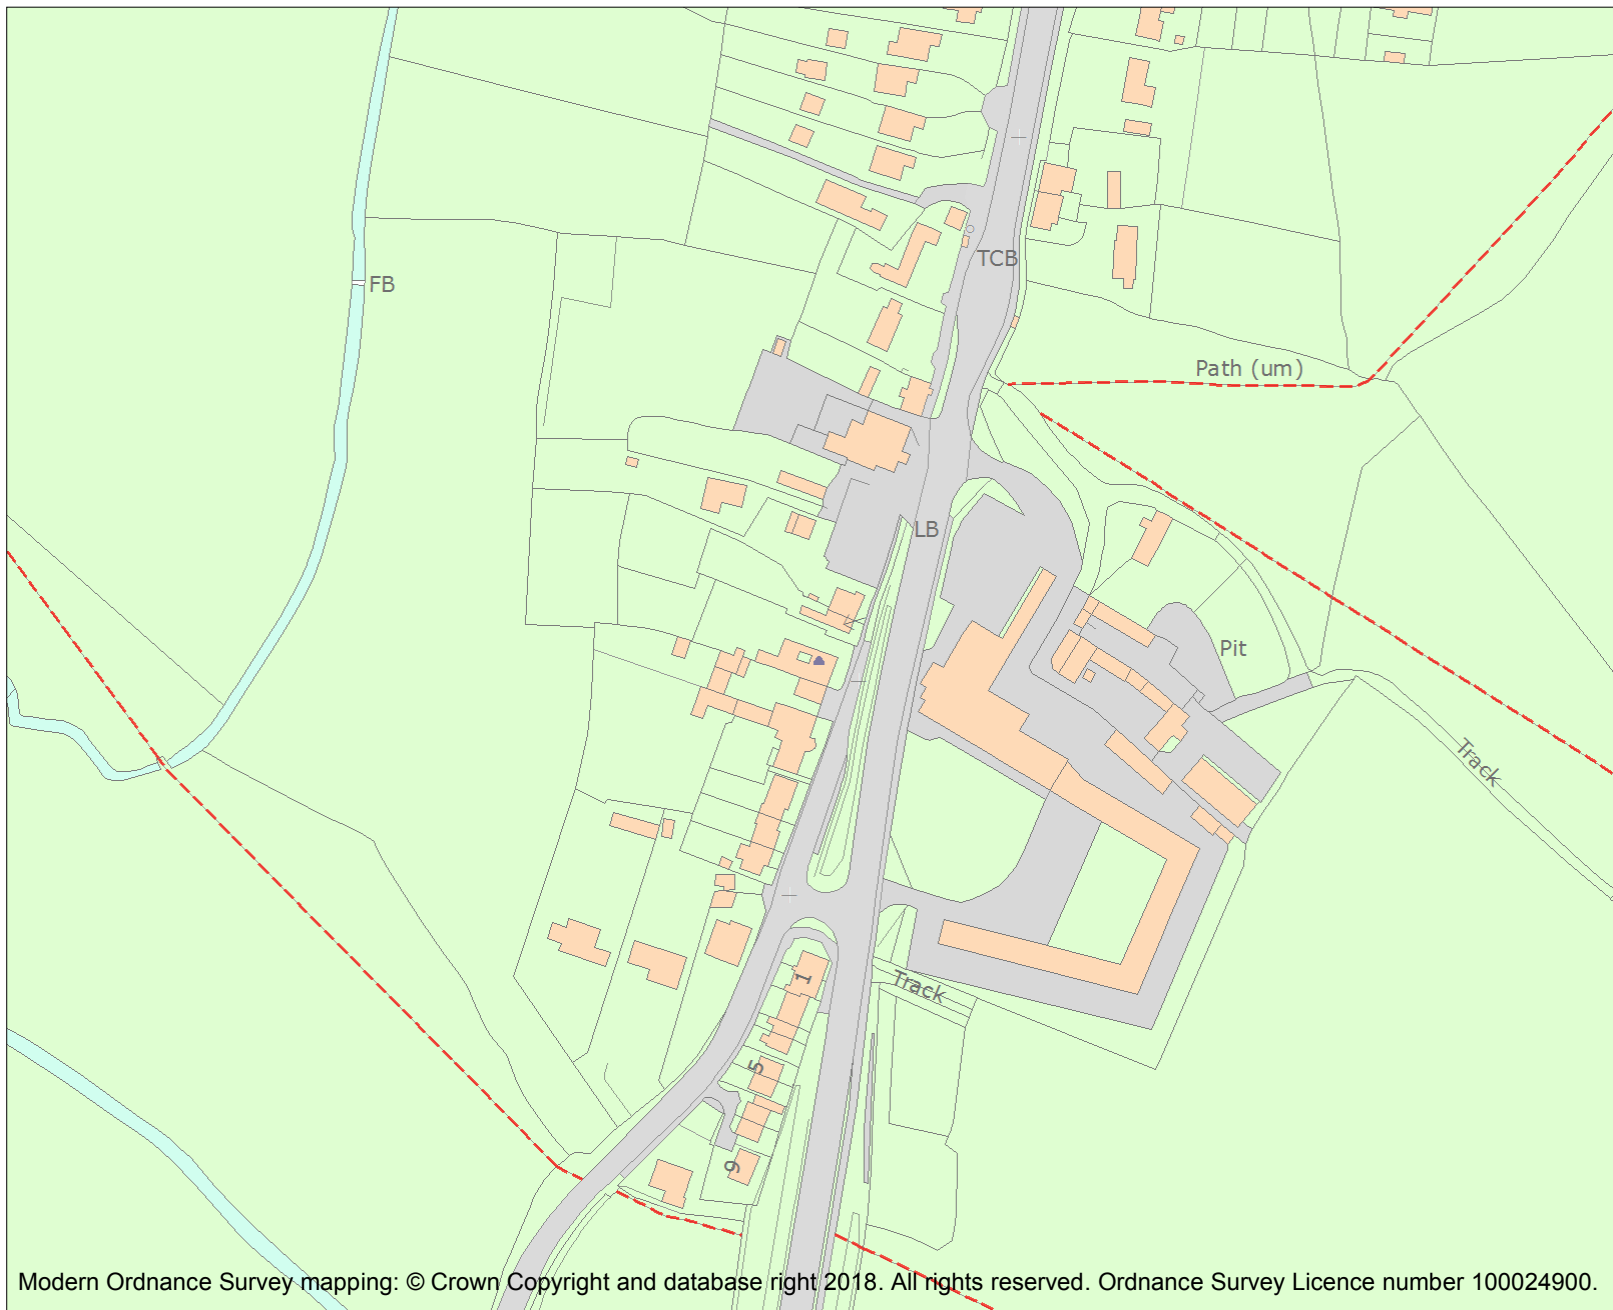 TCB
FB
Path (um)
LB
Pit
Track
1
Track
5
9
Modern Ordnance Survey mapping: © Crown Copyright and database right 2018. All rights reserved. Ordnance Survey Licence number 100024900.